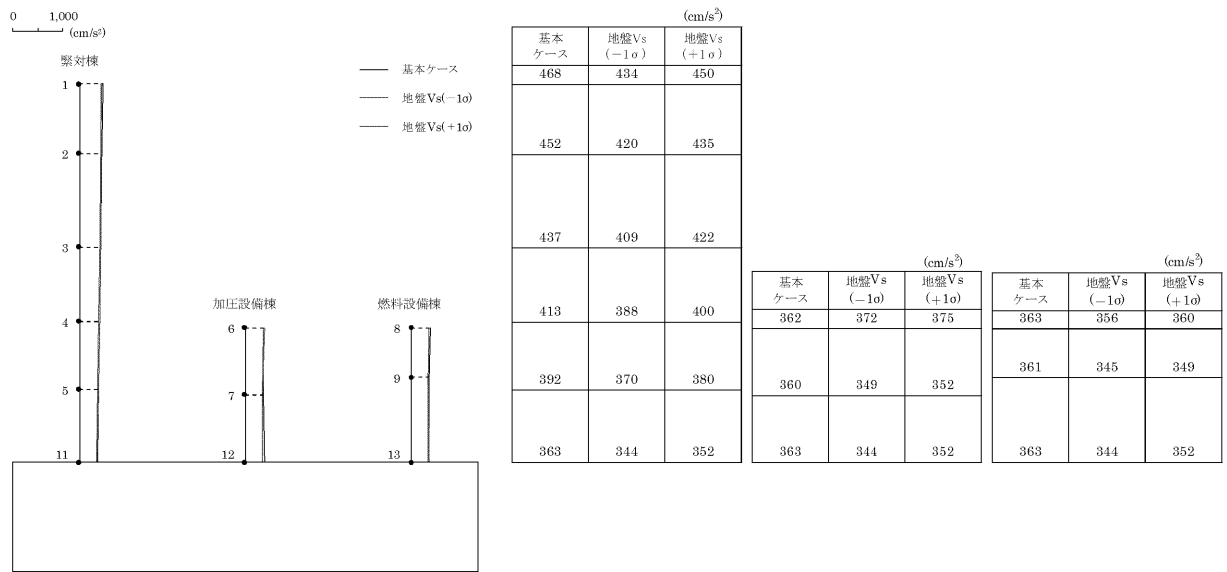 0 1,000
(cm/s²)
緊対棟
1
2
3
4
5
11
加圧設備棟
6
7
12
燃料設備棟
8
9
13
基本ケース
地盤Vs(-1σ)
地盤Vs(+1σ)
(cm/s²)
基本 地盤Vs 地盤Vs
ケース (-1σ) (+1σ)
468 434 450
452 420 435
437 409 422
413 388 400
392 370 380
363 344 352
(cm/s²)
基本 地盤Vs 地盤Vs
ケース (-1σ) (+1σ)
362 372 375
360 349 352
363 344 352
(cm/s²)
基本 地盤Vs 地盤Vs
ケース (-1σ) (+1σ)
363 356 360
361 345 349
363 344 352